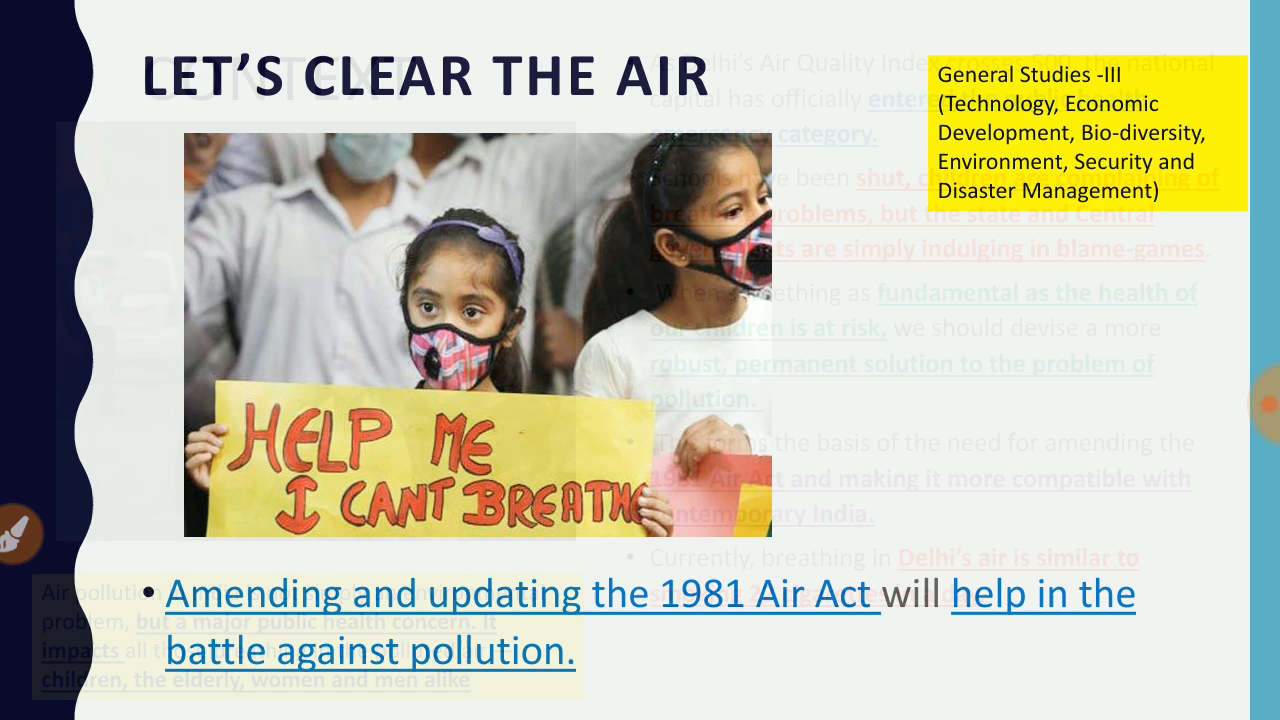 LET'S CLEAR THE AIR
CONTEXT
General Studies -III
(Technology, Economic
Development, Bio-diversity,
Environment, Security and
Disaster Management)
As Delhi's Air Quality Index crosses 500, the national
capital has officially entered the public health
emergency category.
Schools have been shut, children are complaining of
breathing problems, but the state and Central
governments are simply indulging in blame-games.
• When something as fundamental as the health of
our children is at risk, we should devise a more
robust, permanent solution to the problem of
pollution.
• This forms the basis of the need for amending the
1981 Air Act and making it more compatible with
contemporary India.
• Currently, breathing in Delhi's air is similar to
HELP ME
I CANT BREATHE
• Amending and updating the 1981 Air Act will help in the
battle against pollution.
Air pollution
problem, but a major public health concern. It
impacts all
children, the elderly, women and men alike